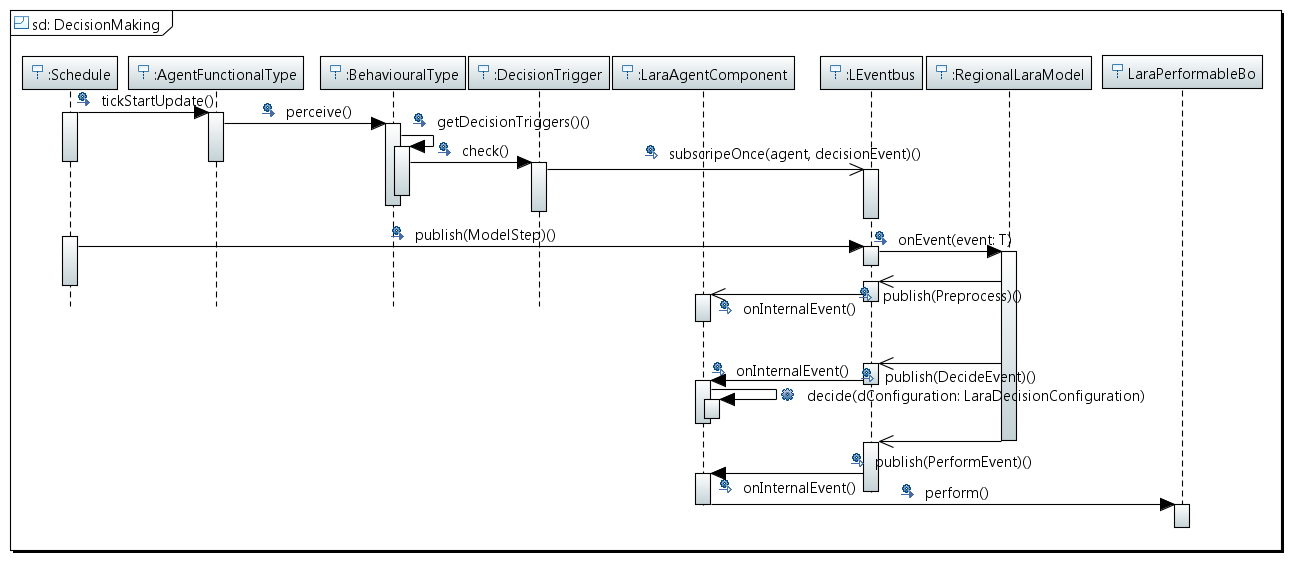 sd: DecisionMaking
:Schedule
:AgentFunctionalType
:BehaviouralType
:DecisionTrigger
:LaraAgentComponent
:LEventbus
:RegionalLaraModel
LaraPerformableBo
tickStartUpdate()
perceive()
getDecisionTriggers()()
check()
subscripeOnce(agent, decisionEvent)()
publish(ModelStep)()
onEvent(event: T)
publish(Preprocess)()
onInternalEvent()
onInternalEvent()
publish(DecideEvent)()
decide(dConfiguration: LaraDecisionConfiguration)
publish(PerformEvent)()
onInternalEvent()
perform()